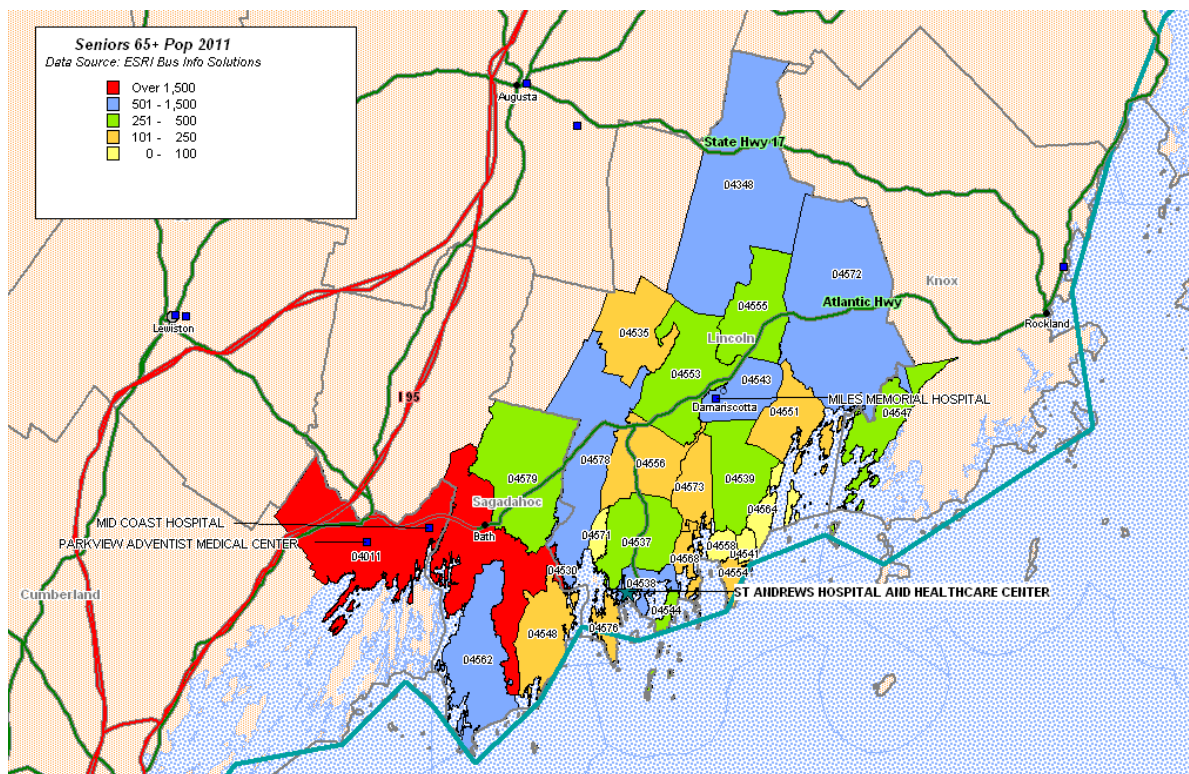 Seniors 65+ Pop 2011
Data Source: ESRI Bus Info Solutions
Over 1,500
501 - 1,500
251 - 500
101 - 250
0 - 100
Augusta
State Hwy 17
04348
04572
Knox
Atlantic Hwy
04555
Lewiston
Rockland
04535
Lincoln
04553
04543
I 95
MILES MEMORIAL HOSPITAL
Damariscotta
04551
04547
04578
04556
04579
04539
04573
Sagadahoc
04564
MID COAST HOSPITAL
Bath
04571
PARKVIEW ADVENTIST MEDICAL CENTER
04011
04537
04558
04541
04568
04530
04554
04538
Cumberland
ST ANDREWS HOSPITAL AND HEALTHCARE CENTER
04544
04576
04548
04562